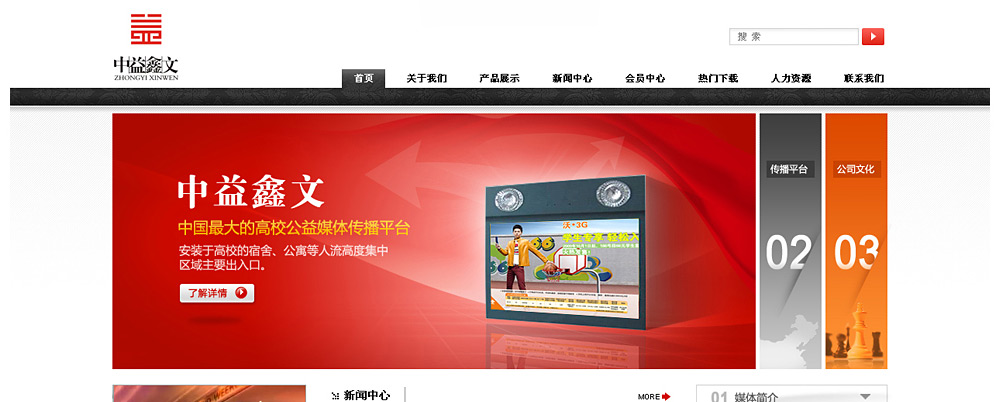 中益鑫文
ZHONGYI XINWEN
搜 索
首页
关于我们
产品展示
新闻中心
会员中心
热门下载
人力资源
联系我们
中益鑫文
中国最大的高校公益媒体传播平台
安装于高校的宿舍、公寓等人流高度集中
区域主要出入口。
了解详情
沃·3G
传播平台
02
公司文化
03
新闻中心
MORE
01 媒体简介